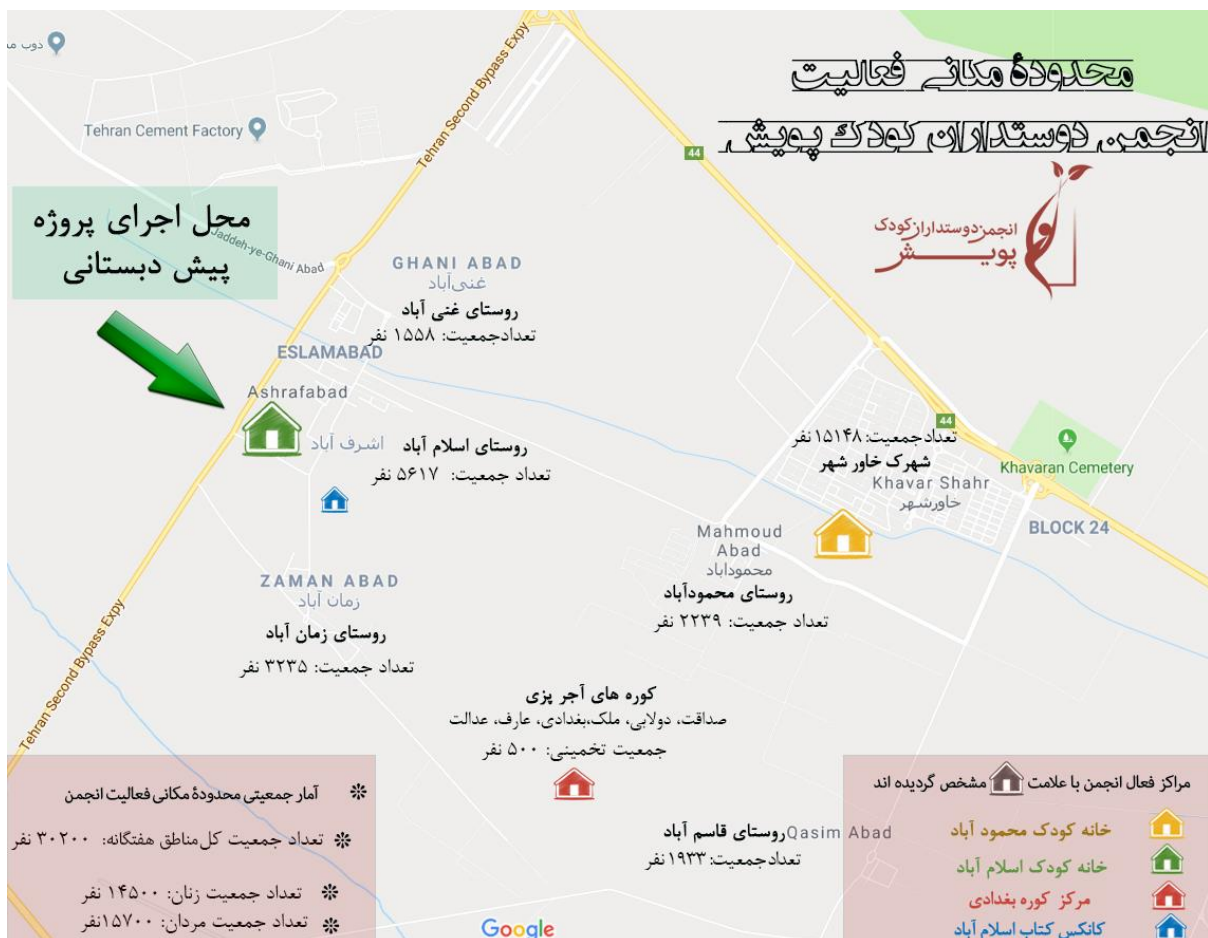 محدودهٔ مکانی فعالیت
انجمن دوستداران کودک پویش
انجمن دوستداران کودک
پویش
ذوب
Tehran Cement Factory
Tehran Second Bypass Expy
44
محل اجرای پروژه
پیش دبستانی
Jaddeh-ye-Ghani Abad
GHANI ABAD
غنی‌آباد
روستای غنی آباد
تعدادجمعیت: ۱۵۵۸ نفر
ESLAMABAD
Ashrafabad
اشرف آباد
روستای اسلام آباد
تعداد جمعیت: ۵۶۱۷ نفر
44
تعدادجمعیت: ۱۵۱۴۸ نفر
شهرک خاور شهر
Khavar Shahr
خاورشهر
Khavaran Cemetery
BLOCK 24
Mahmoud
Abad
محموداباد
روستای محمودآباد
تعداد جمعیت: ۲۲۳۹ نفر
ZAMAN ABAD
زمان آباد
روستای زمان آباد
تعداد جمعیت: ۳۲۳۵ نفر
Tehran Second Bypass Expy
کوره های آجر پزی
صداقت، دولابی، ملک،بغدادی، عارف، عدالت
جمعیت تخمینی: ۵۰۰ نفر
روستای قاسم آباد Qasim Abad
تعدادجمعیت: ۱۹۳۳ نفر
مراکز فعال انجمن با علامت مشخص گردیده اند
خانه کودک محمود آباد
خانه کودک اسلام آباد
مرکز کوره بغدادی
کانکس کتاب اسلام آباد
❊ آمار جمعیتی محدودهٔ مکانی فعالیت انجمن
❊ تعداد جمعیت کل مناطق هفتگانه: ۳۰۲۰۰ نفر
❊ تعداد جمعیت زنان: ۱۴۵۰۰ نفر
❊ تعداد جمعیت مردان: ۱۵۷۰۰نفر
Google